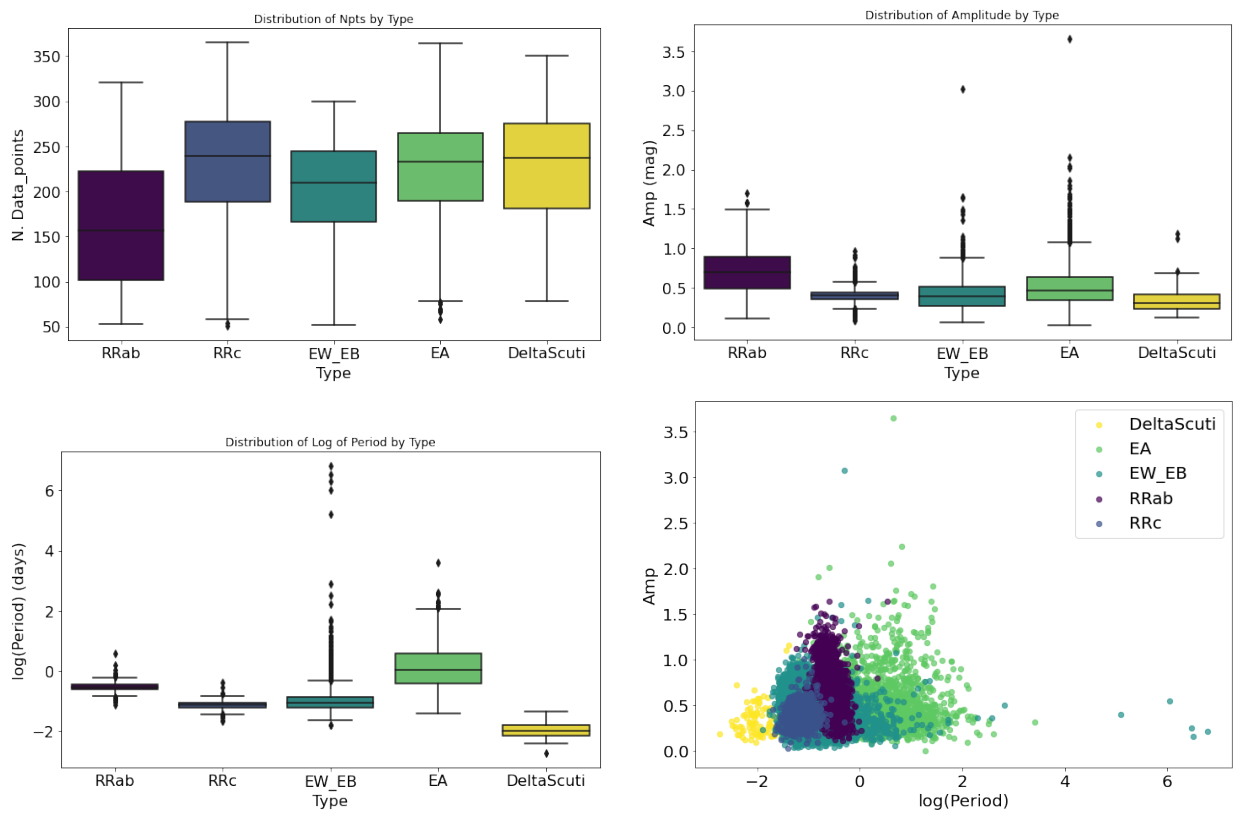 Distribution of Npts by Type
N. Data_points
350
300
250
200
150
100
50
RRab RRc EW_EB EA DeltaScuti
Type
Distribution of Amplitude by Type
Amp (mag)
3.5
3.0
2.5
2.0
1.5
1.0
0.5
0.0
RRab RRc EW_EB EA DeltaScuti
Type
Distribution of Log of Period by Type
log(Period) (days)
6
4
2
0
−2
RRab RRc EW_EB EA DeltaScuti
Type
Amp
3.5
3.0
2.5
2.0
1.5
1.0
0.5
0.0
DeltaScuti
EA
EW_EB
RRab
RRc
−2 0 2 4 6
log(Period)